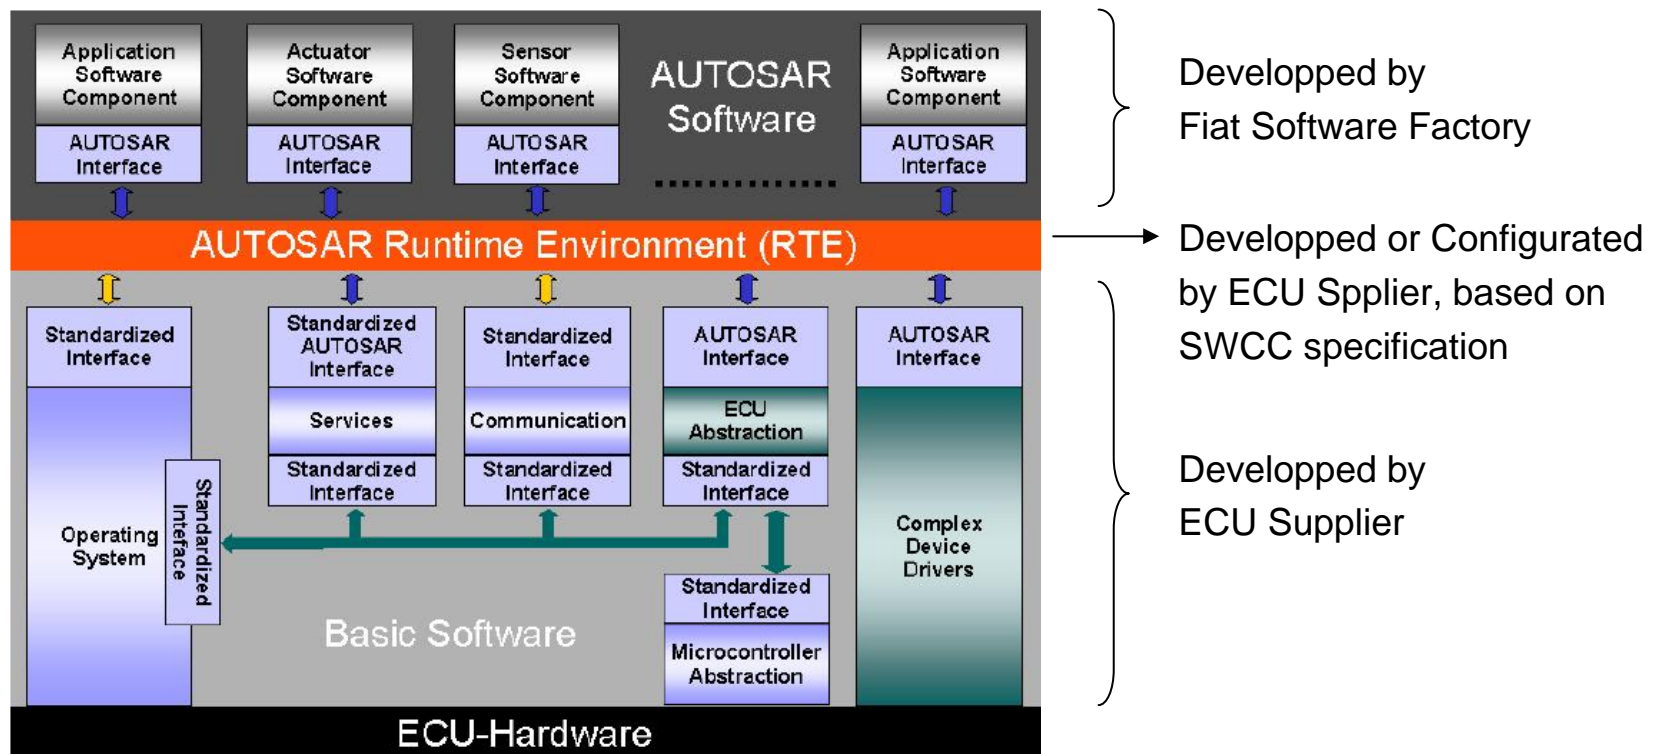 Application
Software
Component
AUTOSAR
Interface
Actuator
Software
Component
AUTOSAR
Interface
Sensor
Software
Component
AUTOSAR
Interface
AUTOSAR
Software
Application
Software
Component
AUTOSAR
Interface
Developped by
Fiat Software Factory
AUTOSAR Runtime Environment (RTE)
Developped or Configurated
by ECU Spplier, based on
SWCC specification
Standardized
Interface
Operating
System
Standardized
Inteface
Standardized
AUTOSAR
Interface
Services
Standardized
Interface
Standardized
Interface
Communication
Standardized
Interface
AUTOSAR
Interface
ECU
Abstraction
Standardized
Interface
Standardized
Interface
Microcontroller
Abstraction
AUTOSAR
Interface
Complex
Device
Drivers
Basic Software
Developped by
ECU Supplier
ECU-Hardware